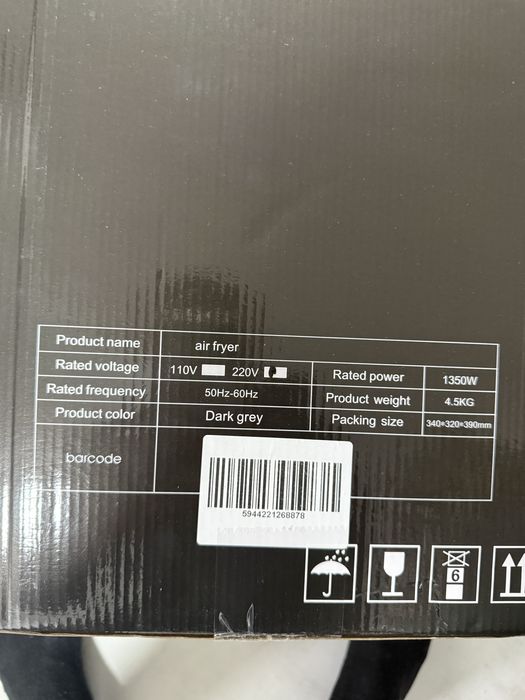 Product name air fryer
Rated voltage 110V 220V Rated power 1350W
Rated frequency 50Hz-60Hz Product weight 4.5KG
Product color Dark grey Packing size 340*320*390mm
barcode
5944221268878
6